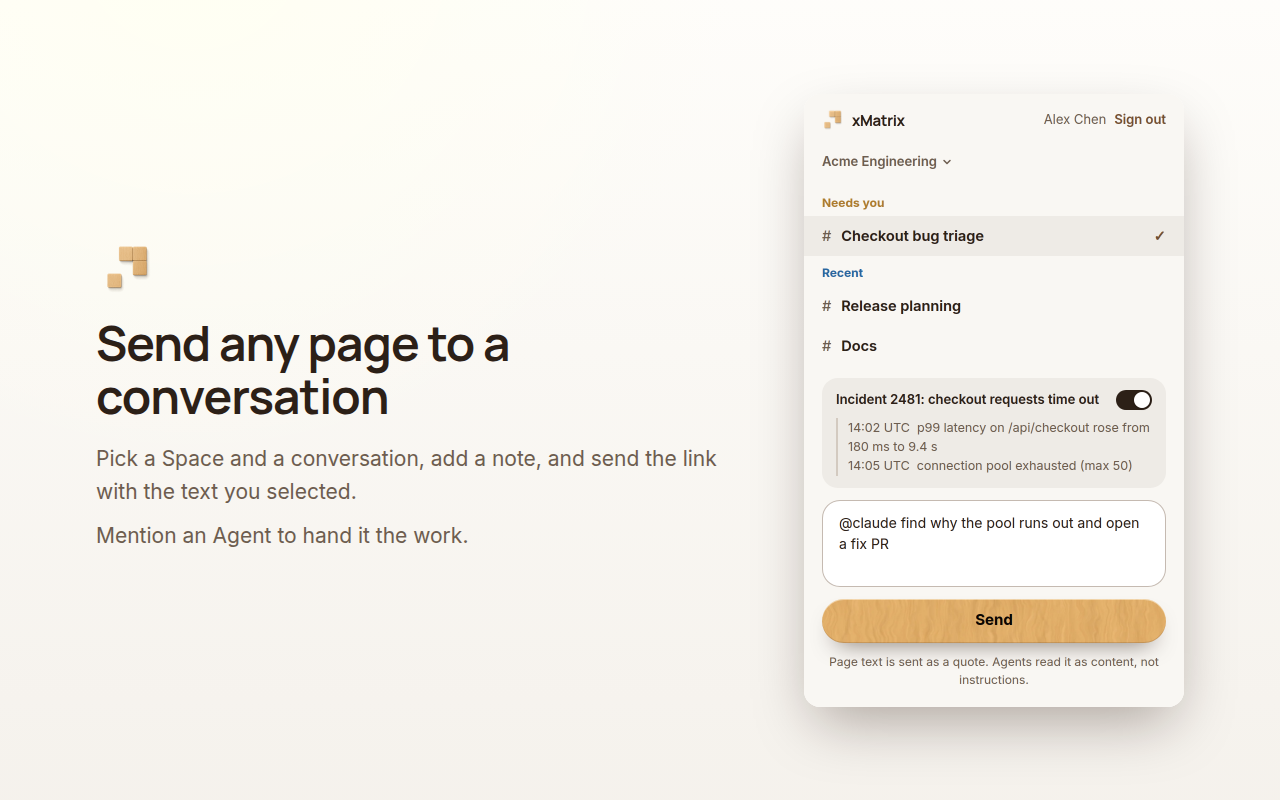 Send any page to a
conversation
Pick a Space and a conversation, add a note, and send the link
with the text you selected.
Mention an Agent to hand it the work.
xMatrix
Alex Chen Sign out
Acme Engineering
Needs you
# Checkout bug triage ✓
Recent
# Release planning
# Docs
Incident 2481: checkout requests time out
14:02 UTC p99 latency on /api/checkout rose from
180 ms to 9.4 s
14:05 UTC connection pool exhausted (max 50)
@claude find why the pool runs out and open
a fix PR
Send
Page text is sent as a quote. Agents read it as content, not
instructions.